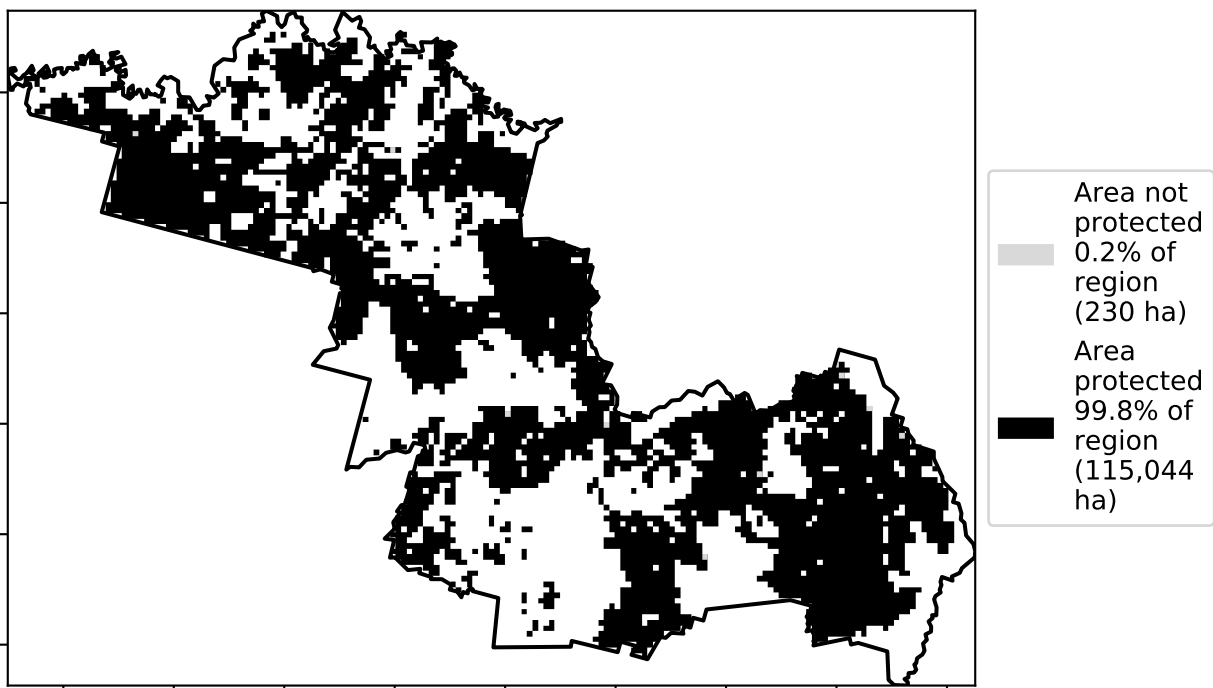 Area not
protected
0.2% of
region
(230 ha)
Area
protected
99.8% of
region
(115,044
ha)